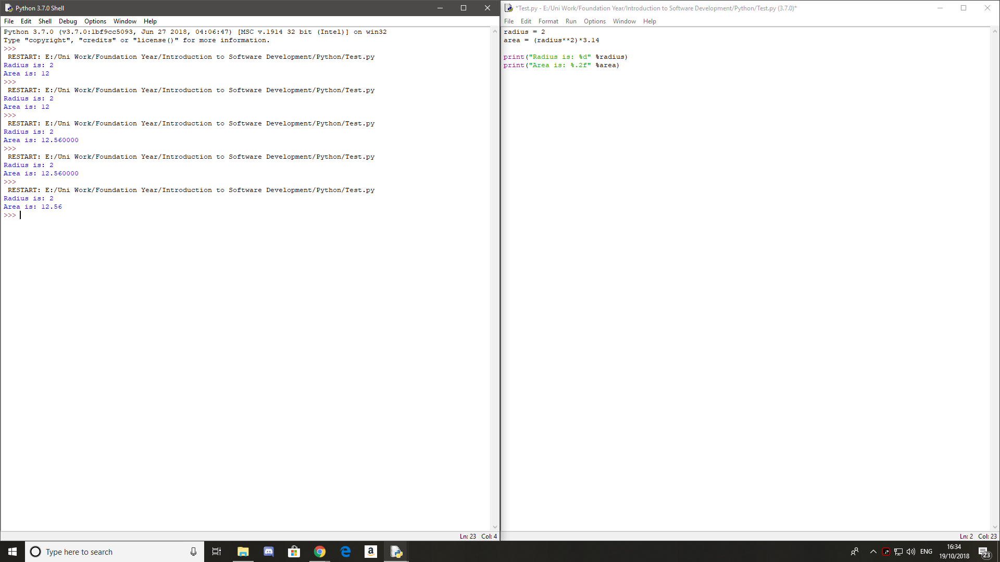 Python 3.7.0 Shell
File Edit Shell Debug Options Window Help
Python 3.7.0 (v3.7.0:1bf9cc5093, Jun 27 2018, 04:06:47) [MSC v.1914 32 bit (Intel)] on win32
Type "copyright", "credits" or "license()" for more information.
>>>
 RESTART: E:/Uni Work/Foundation Year/Introduction to Software Development/Python/Test.py
Radius is: 2
Area is: 12
>>>
 RESTART: E:/Uni Work/Foundation Year/Introduction to Software Development/Python/Test.py
Radius is: 2
Area is: 12
>>>
 RESTART: E:/Uni Work/Foundation Year/Introduction to Software Development/Python/Test.py
Radius is: 2
Area is: 12.560000
>>>
 RESTART: E:/Uni Work/Foundation Year/Introduction to Software Development/Python/Test.py
Radius is: 2
Area is: 12.560000
>>>
 RESTART: E:/Uni Work/Foundation Year/Introduction to Software Development/Python/Test.py
Radius is: 2
Area is: 12.56
>>>
Ln: 23 Col: 4
*Test.py - E:/Uni Work/Foundation Year/Introduction to Software Development/Python/Test.py (3.7.0)*
File Edit Format Run Options Window Help
radius = 2
area = (radius**2)*3.14
print("Radius is: %d" %radius)
print("Area is: %.2f" %area)
Ln: 2 Col: 23
Type here to search
a
ENG
16:34
19/10/2018
23